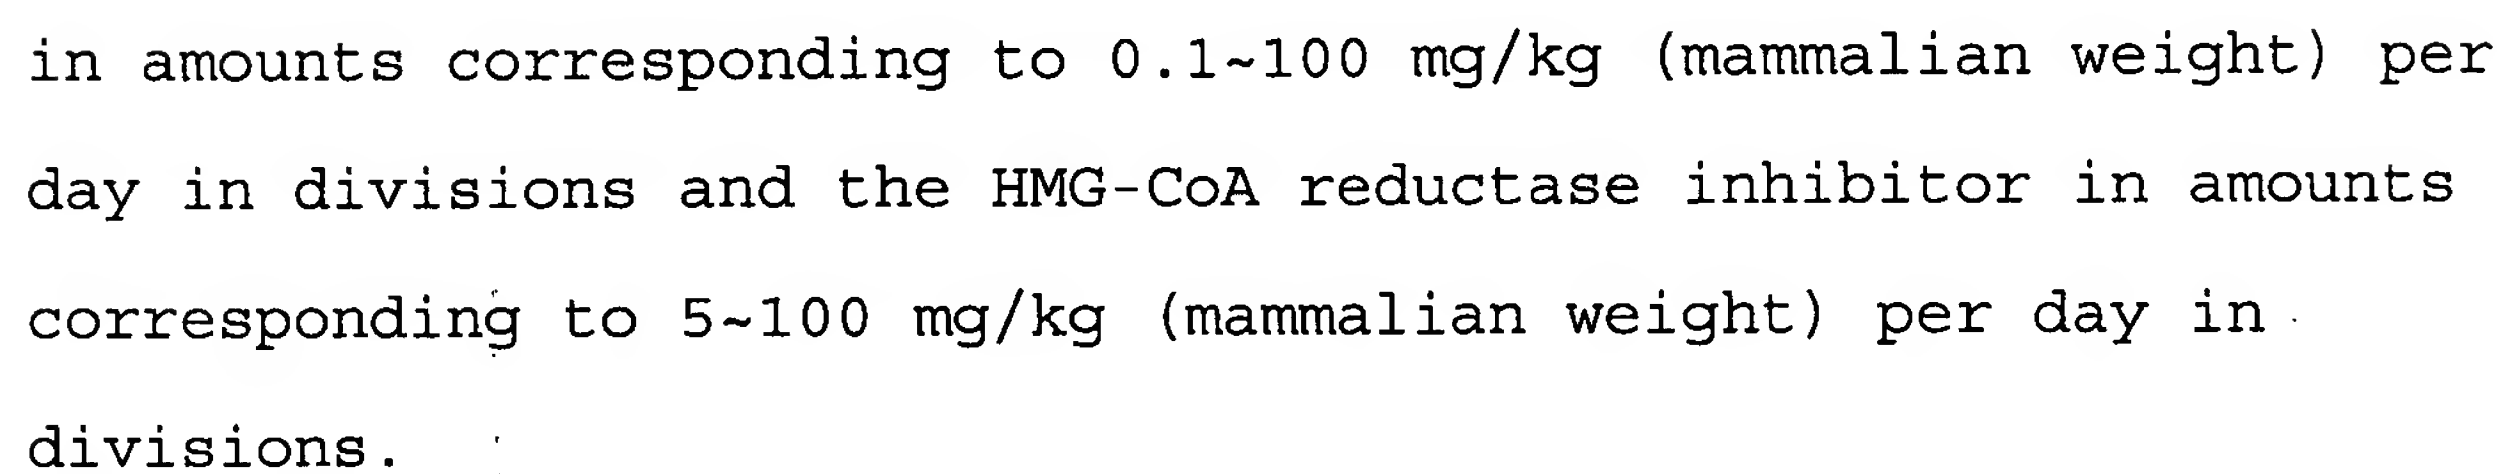 in amounts corresponding to 0.1~100 mg/kg (mammalian weight) per
day in divisions and the HMG-CoA reductase inhibitor in amounts
corresponding to 5~100 mg/kg (mammalian weight) per day in
divisions.